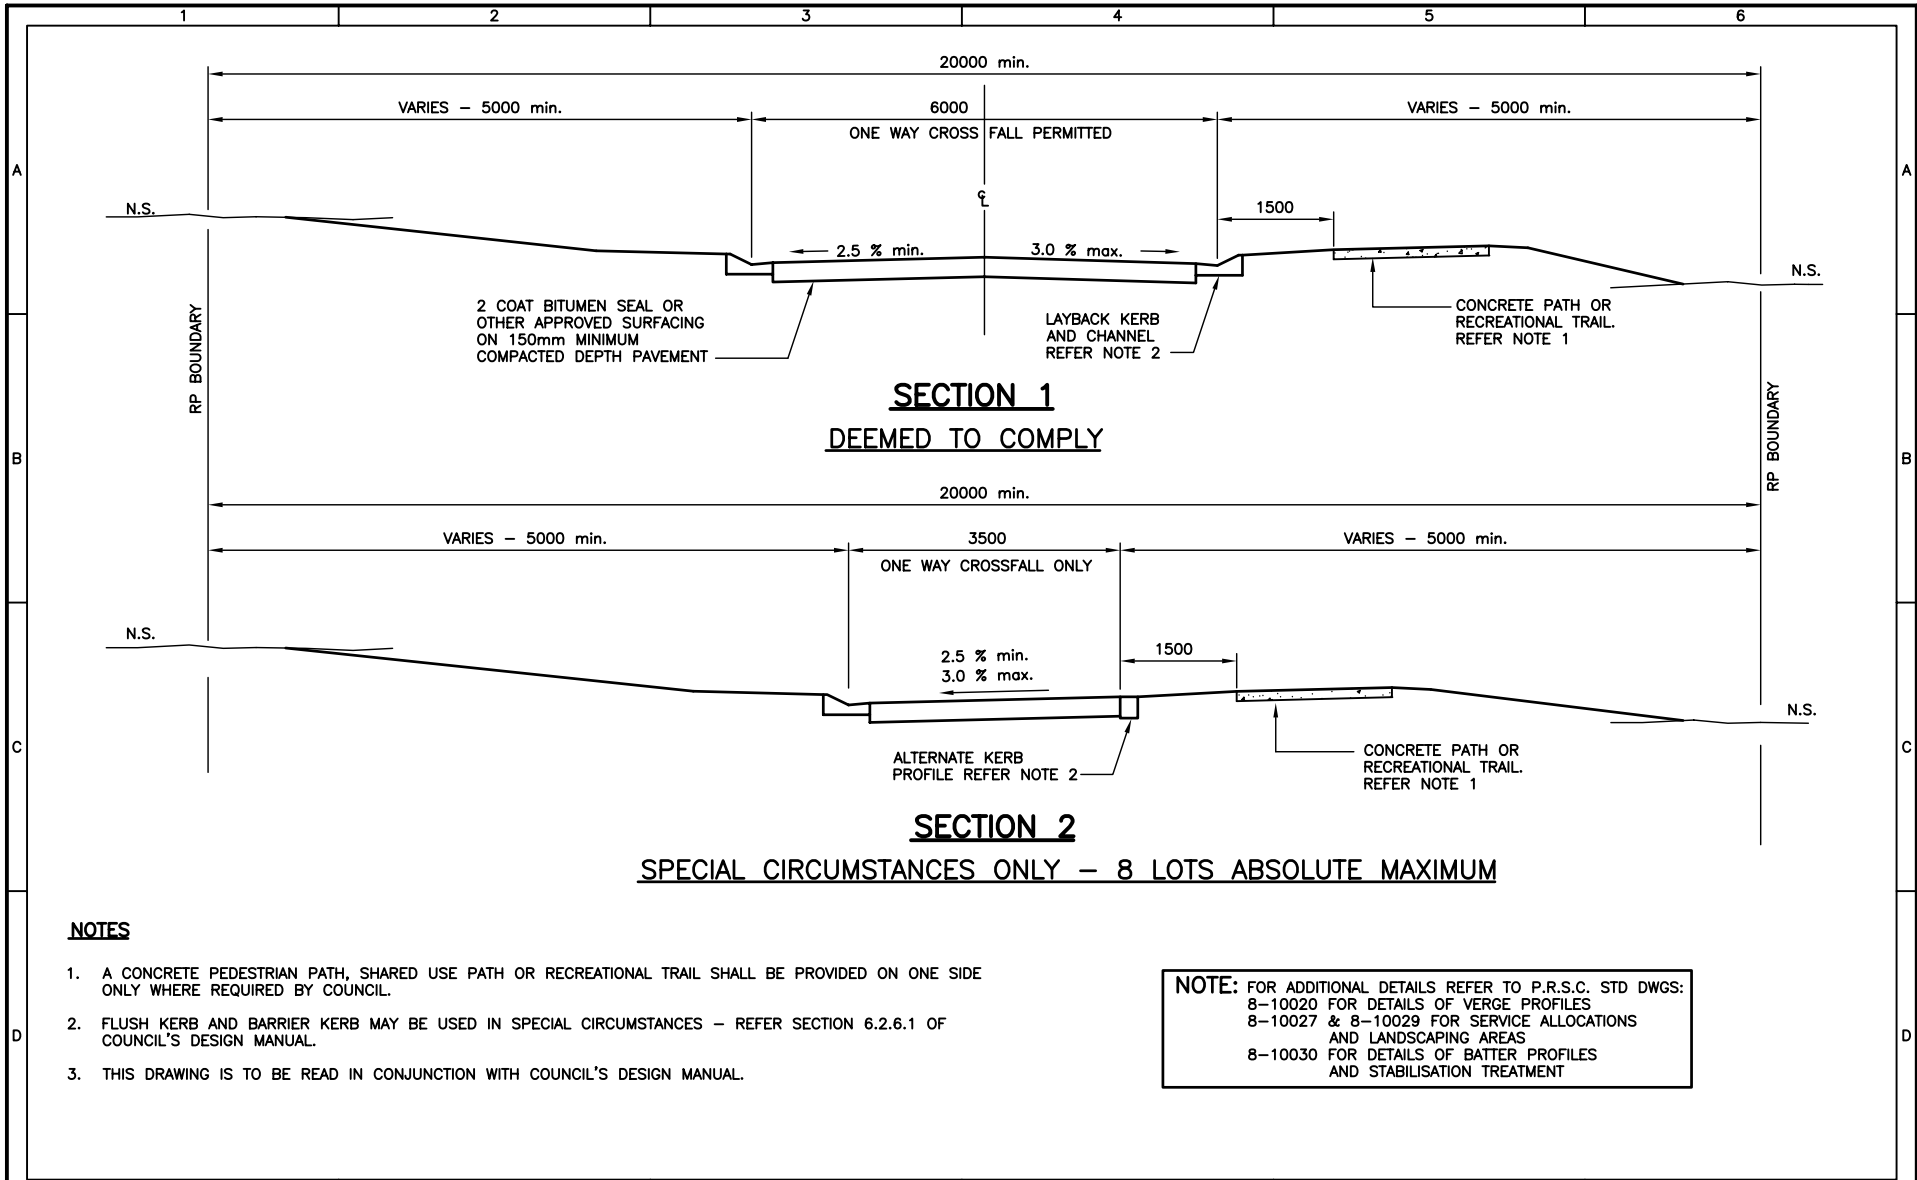 1 2 3 4 5 6
20000 min.
VARIES – 5000 min. 6000 VARIES – 5000 min.
ONE WAY CROSS FALL PERMITTED
A A
℄
N.S. 1500
2.5 % min. 3.0 % max.
N.S.
RP BOUNDARY
2 COAT BITUMEN SEAL OR
OTHER APPROVED SURFACING
ON 150mm MINIMUM
COMPACTED DEPTH PAVEMENT
LAYBACK KERB
AND CHANNEL
REFER NOTE 2
CONCRETE PATH OR
RECREATIONAL TRAIL.
REFER NOTE 1
RP BOUNDARY
SECTION 1
DEEMED TO COMPLY
B B
20000 min.
VARIES – 5000 min. 3500 VARIES – 5000 min.
ONE WAY CROSSFALL ONLY
N.S.
2.5 % min.
3.0 % max.
1500
N.S.
C C
ALTERNATE KERB
PROFILE REFER NOTE 2
CONCRETE PATH OR
RECREATIONAL TRAIL.
REFER NOTE 1
SECTION 2
SPECIAL CIRCUMSTANCES ONLY – 8 LOTS ABSOLUTE MAXIMUM
NOTES
1. A CONCRETE PEDESTRIAN PATH, SHARED USE PATH OR RECREATIONAL TRAIL SHALL BE PROVIDED ON ONE SIDE
ONLY WHERE REQUIRED BY COUNCIL.
2. FLUSH KERB AND BARRIER KERB MAY BE USED IN SPECIAL CIRCUMSTANCES – REFER SECTION 6.2.6.1 OF
COUNCIL'S DESIGN MANUAL.
3. THIS DRAWING IS TO BE READ IN CONJUNCTION WITH COUNCIL'S DESIGN MANUAL.
D D
NOTE: FOR ADDITIONAL DETAILS REFER TO P.R.S.C. STD DWGS:
8–10020 FOR DETAILS OF VERGE PROFILES
8–10027 & 8–10029 FOR SERVICE ALLOCATIONS
AND LANDSCAPING AREAS
8–10030 FOR DETAILS OF BATTER PROFILES
AND STABILISATION TREATMENT